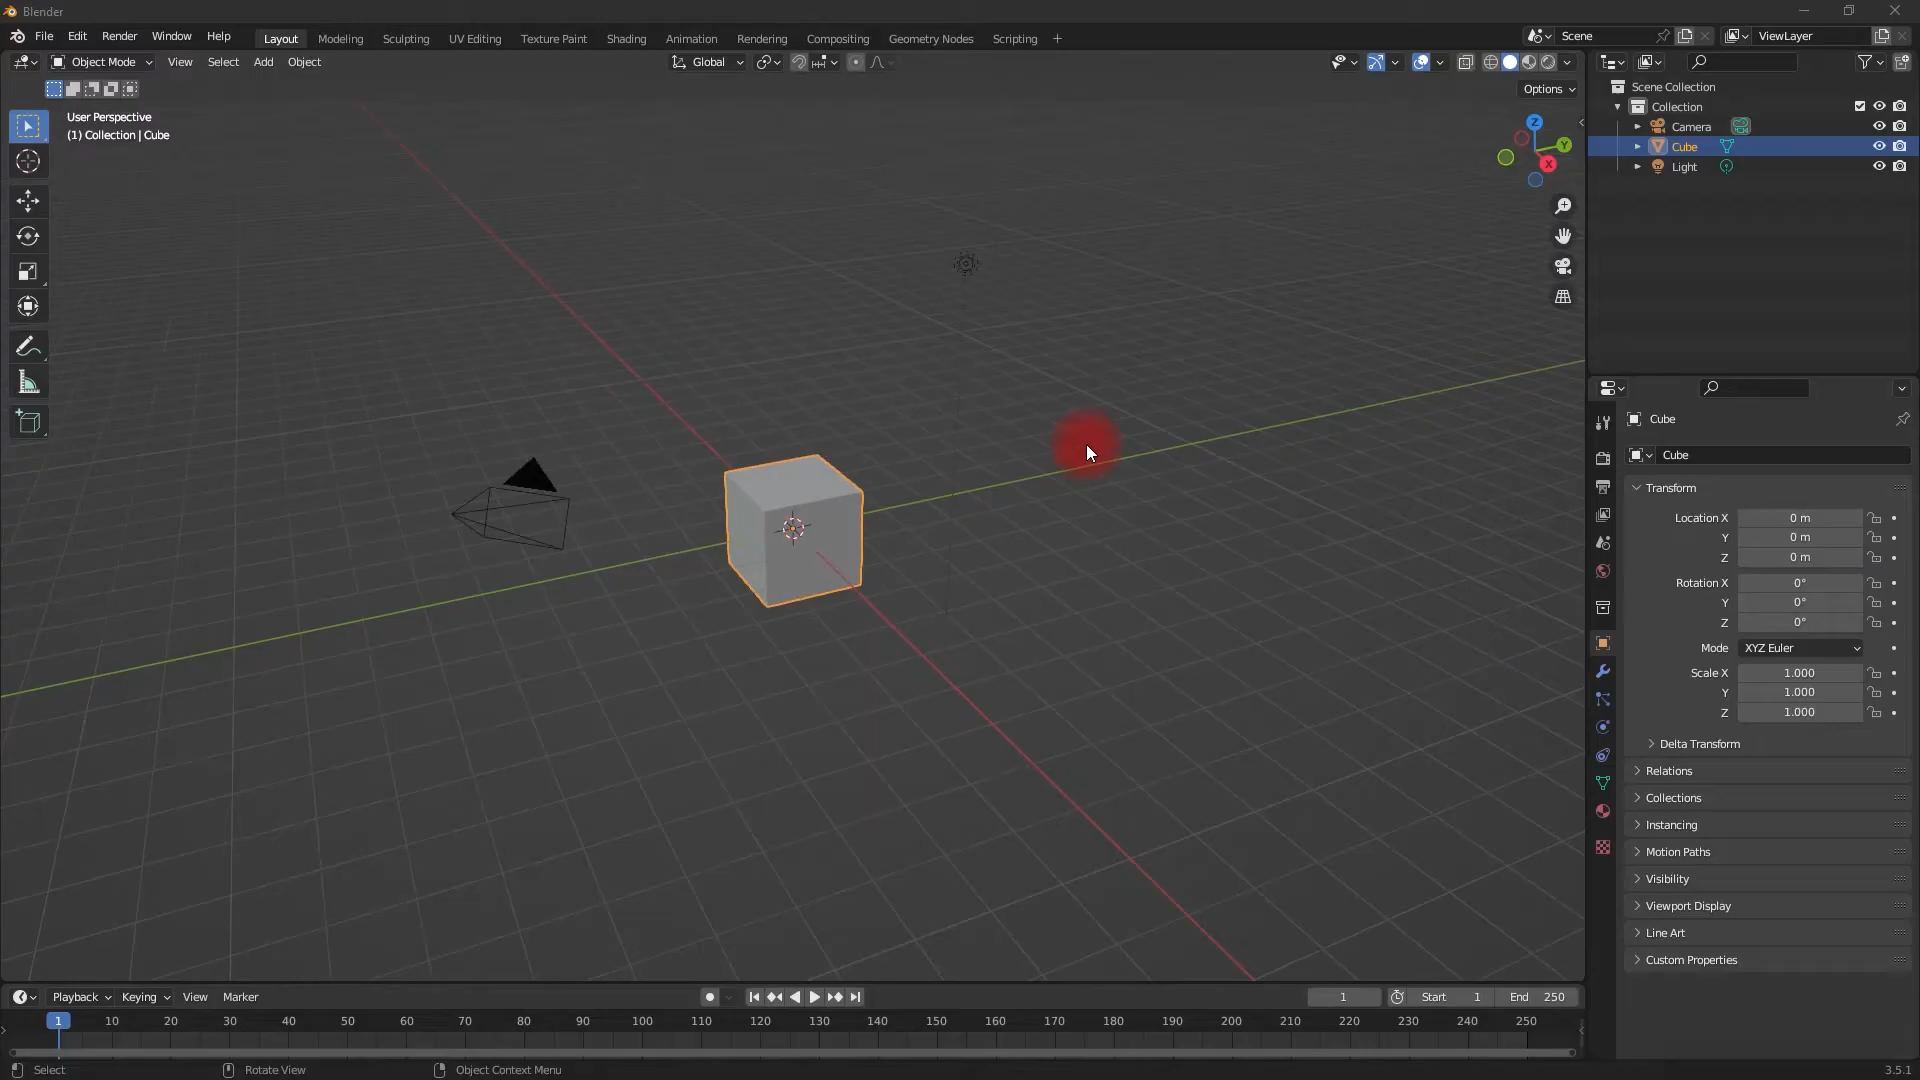 Blender
File Edit Render Window Help Layout Modeling Sculpting UV Editing Texture Paint Shading Animation Rendering Compositing Geometry Nodes Scripting + Scene ViewLayer
Object Mode View Select Add Object Global
Options
User Perspective
(1) Collection | Cube
Z
Y
X
Scene Collection
Collection
Camera
Cube
Light
Cube
Cube
Transform
Location X 0 m
Y 0 m
Z 0 m
Rotation X 0°
Y 0°
Z 0°
Mode XYZ Euler
Scale X 1.000
Y 1.000
Z 1.000
Delta Transform
Relations
Collections
Instancing
Motion Paths
Visibility
Viewport Display
Line Art
Custom Properties
Playback Keying View Marker 1 Start 1 End 250
1 10 20 30 40 50 60 70 80 90 100 110 120 130 140 150 160 170 180 190 200 210 220 230 240 250
Select Rotate View Object Context Menu 3.5.1